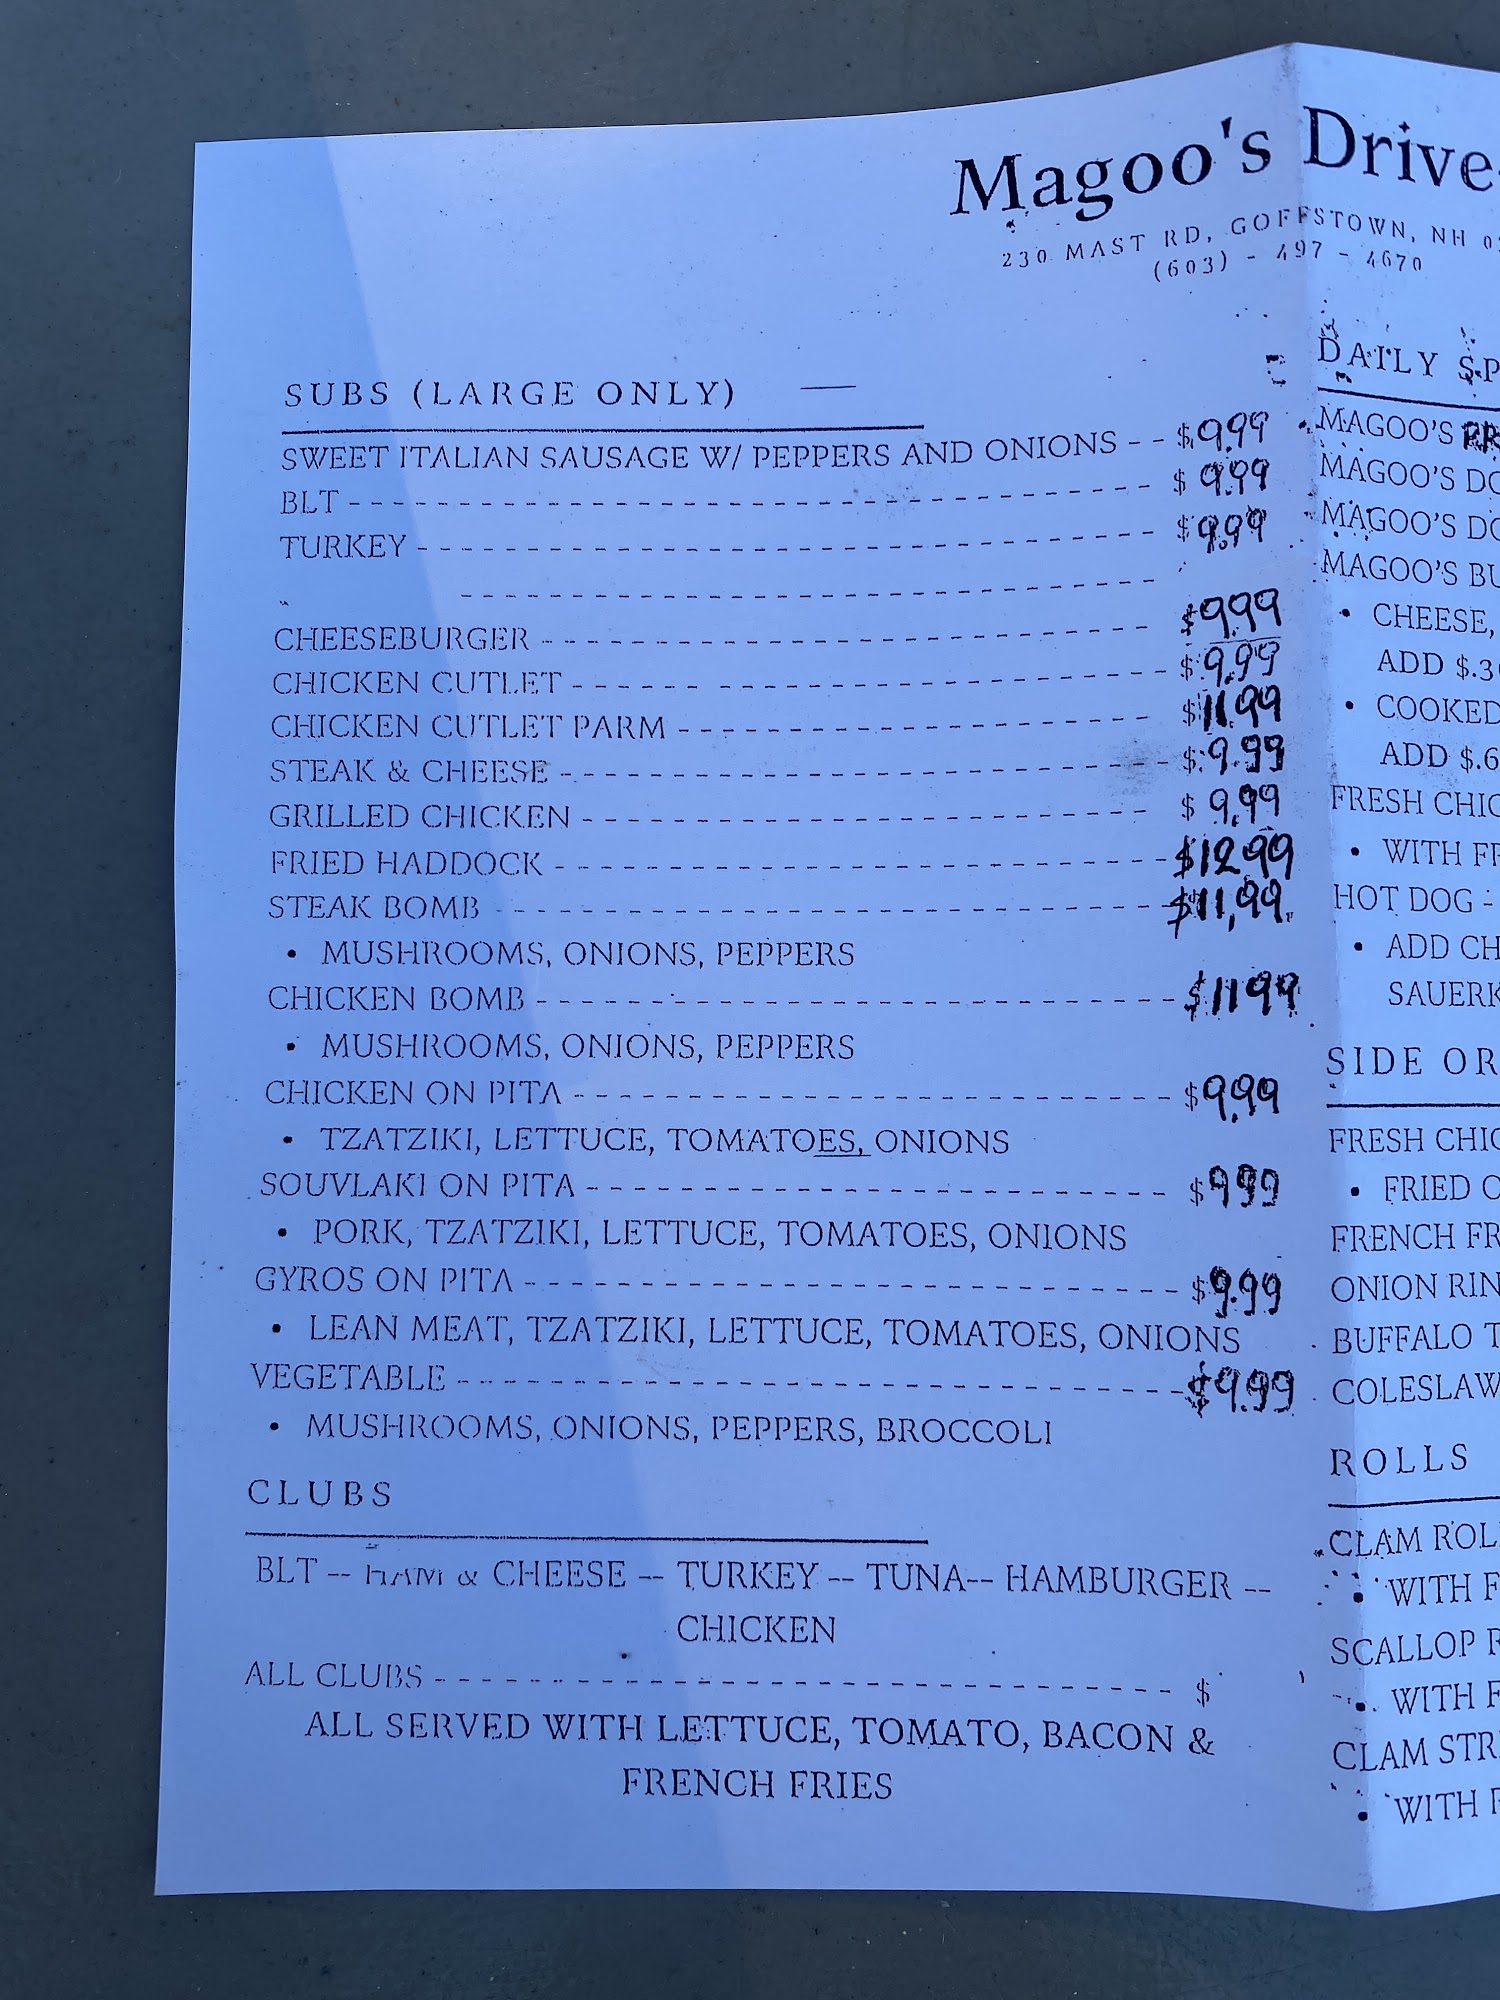 Magoo's Drive-
230 MAST RD, GOFFSTOWN, NH
(603) - 497 - 4670
SUBS (LARGE ONLY)
SWEET ITALIAN SAUSAGE W/ PEPPERS AND ONIONS -- $9.99
BLT ---------- $9.99
TURKEY ---------- $9.99
CHEESEBURGER ---------- $9.99
CHICKEN CUTLET ---------- $9.99
CHICKEN CUTLET PARM ---------- $11.99
STEAK & CHEESE ---------- $9.99
GRILLED CHICKEN ---------- $9.99
FRIED HADDOCK ---------- $12.99
STEAK BOMB ---------- $11.99
• MUSHROOMS, ONIONS, PEPPERS
CHICKEN BOMB ---------- $11.99
• MUSHROOMS, ONIONS, PEPPERS
CHICKEN ON PITA ---------- $9.99
• TZATZIKI, LETTUCE, TOMATOES, ONIONS
SOUVLAKI ON PITA ---------- $9.99
• PORK, TZATZIKI, LETTUCE, TOMATOES, ONIONS
GYROS ON PITA ---------- $9.99
• LEAN MEAT, TZATZIKI, LETTUCE, TOMATOES, ONIONS
VEGETABLE ---------- $9.99
• MUSHROOMS, ONIONS, PEPPERS, BROCCOLI
CLUBS
BLT -- HAM & CHEESE -- TURKEY -- TUNA-- HAMBURGER --
CHICKEN
ALL CLUBS ---------- $
ALL SERVED WITH LETTUCE, TOMATO, BACON &
FRENCH FRIES
DAILY
MAGOO'S
MAGOO'S
MAGOO'S
MAGOO'S
• CHEESE,
ADD
• COOKED
ADD
FRESH
• WITH
HOT DOG -
• ADD
SIDE
FRESH
• FRIED
FRENCH
ONION
BUFFALO
COLESLAW
ROLLS
CLAM
• WITH
SCALLOP
• WITH
CLAM
• WITH